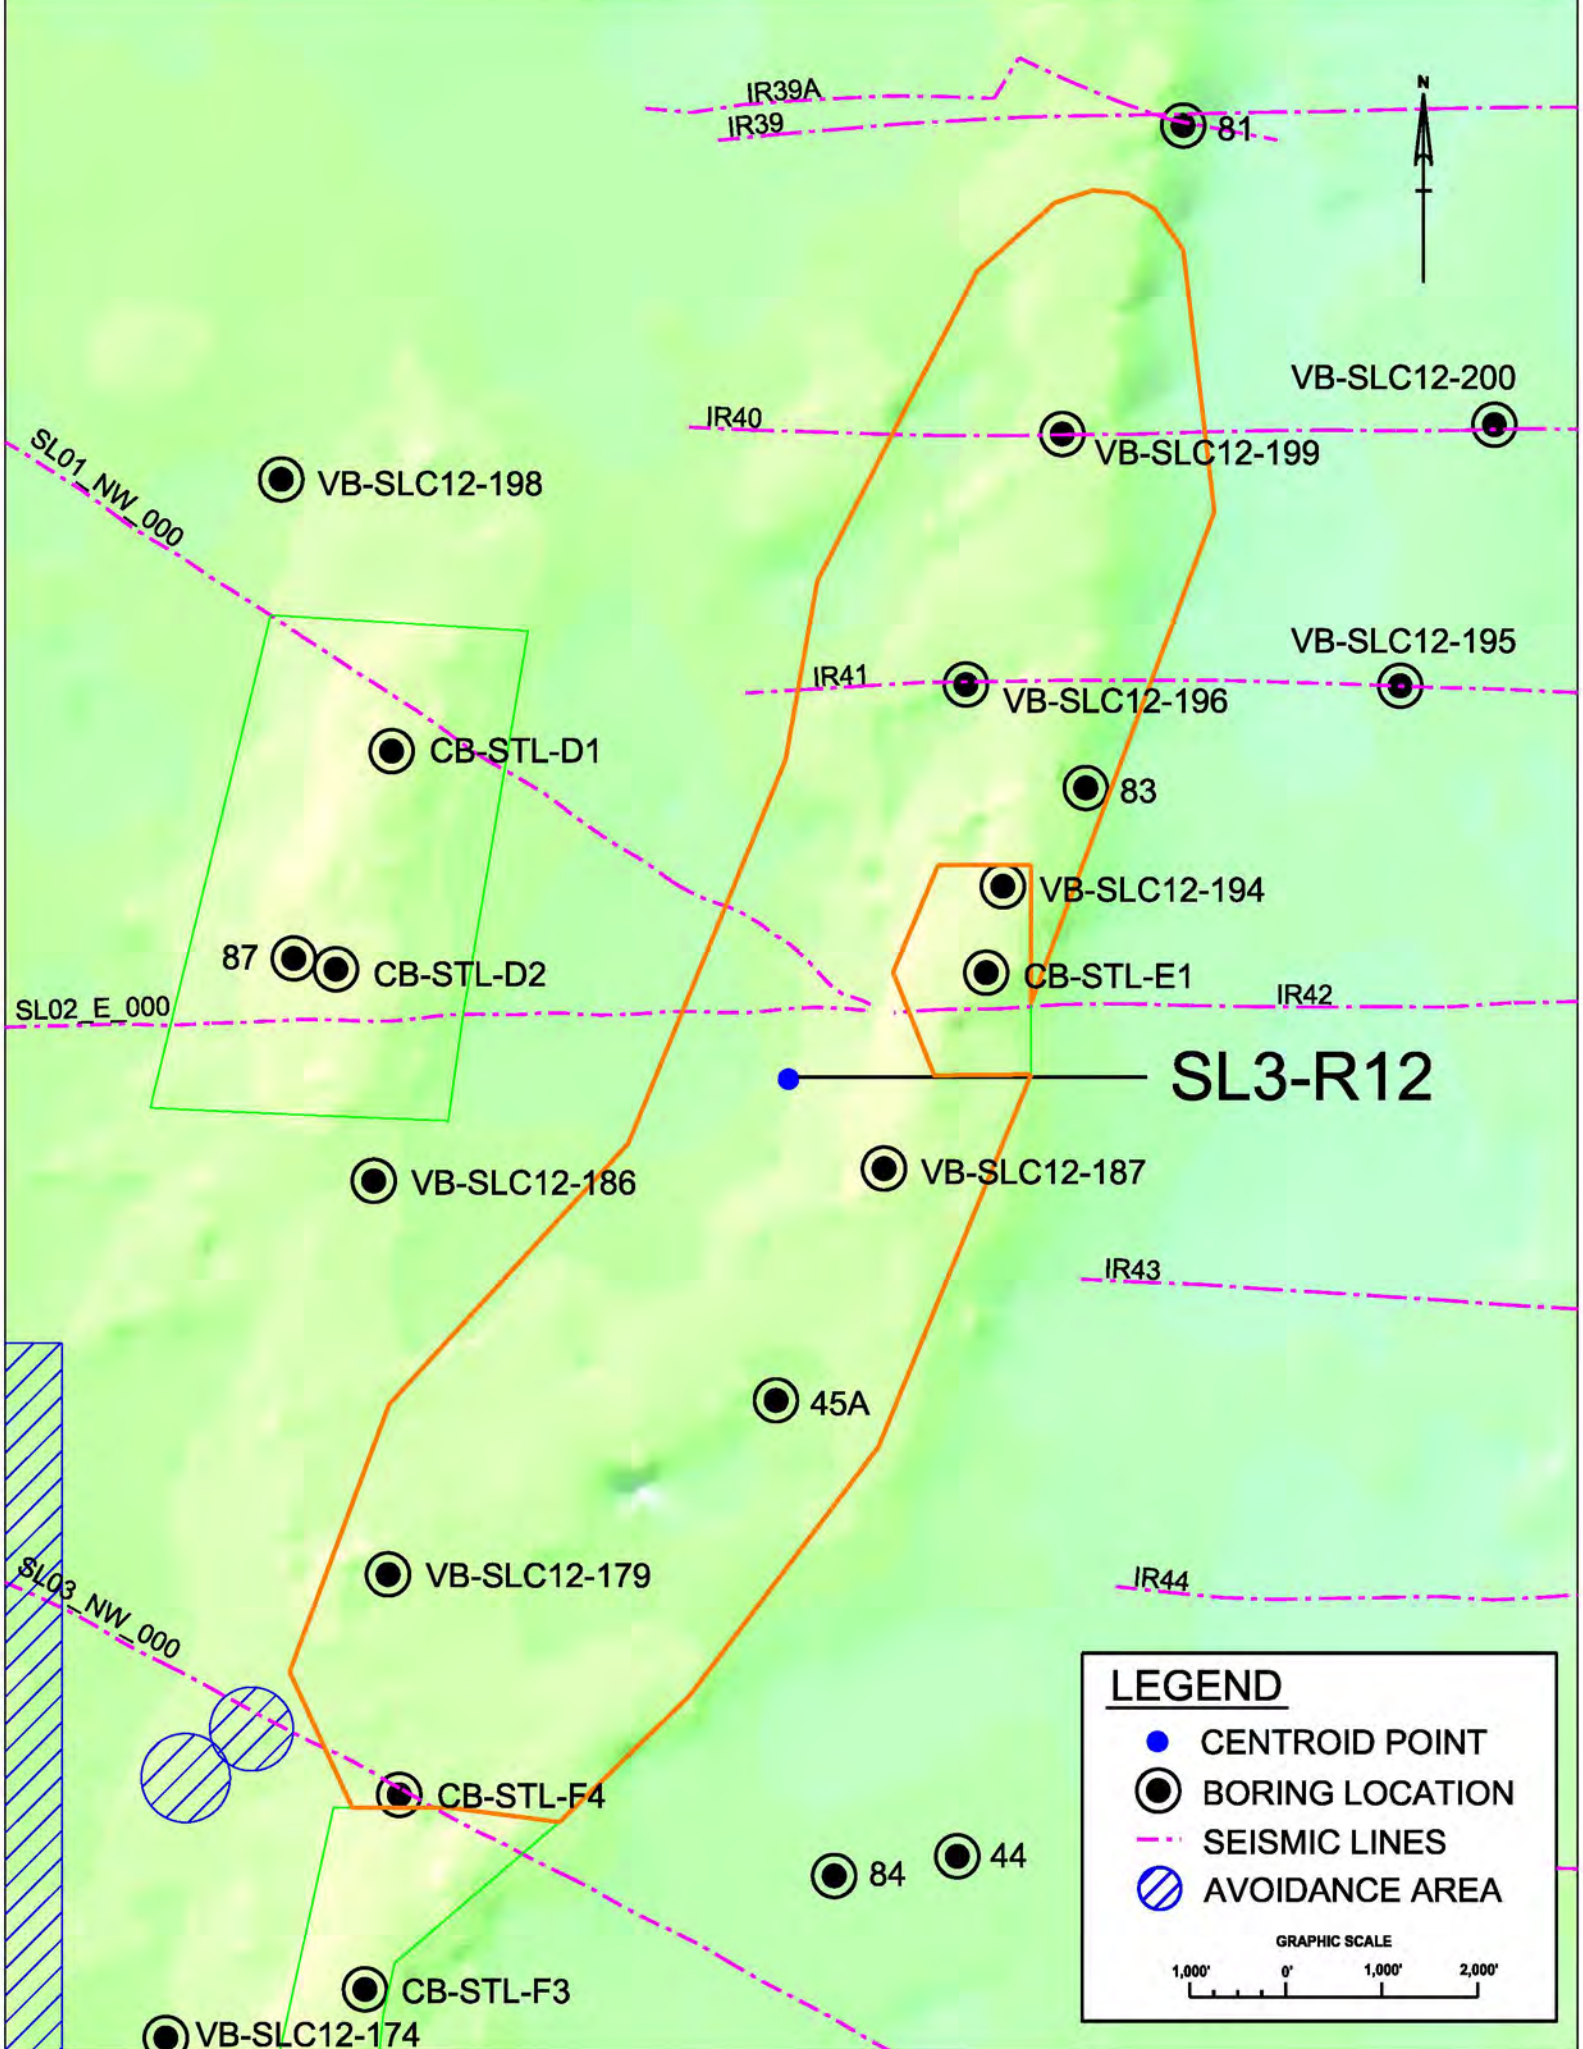 IR39A
N
IR39
81
VB-SLC12-200
IR40
VB-SLC12-199
SL01_NW_000
VB-SLC12-198
VB-SLC12-195
IR41
VB-SLC12-196
CB-STL-D1
83
VB-SLC12-194
87
CB-STL-D2
CB-STL-E1
SL02_E_000
IR42
SL3-R12
VB-SLC12-186
VB-SLC12-187
IR43
45A
VB-SLC12-179
SL03_NW_000
IR44
CB-STL-F4
84
44
CB-STL-F3
VB-SLC12-174
LEGEND
CENTROID POINT
BORING LOCATION
SEISMIC LINES
AVOIDANCE AREA
GRAPHIC SCALE
1,000' 0' 1,000' 2,000'